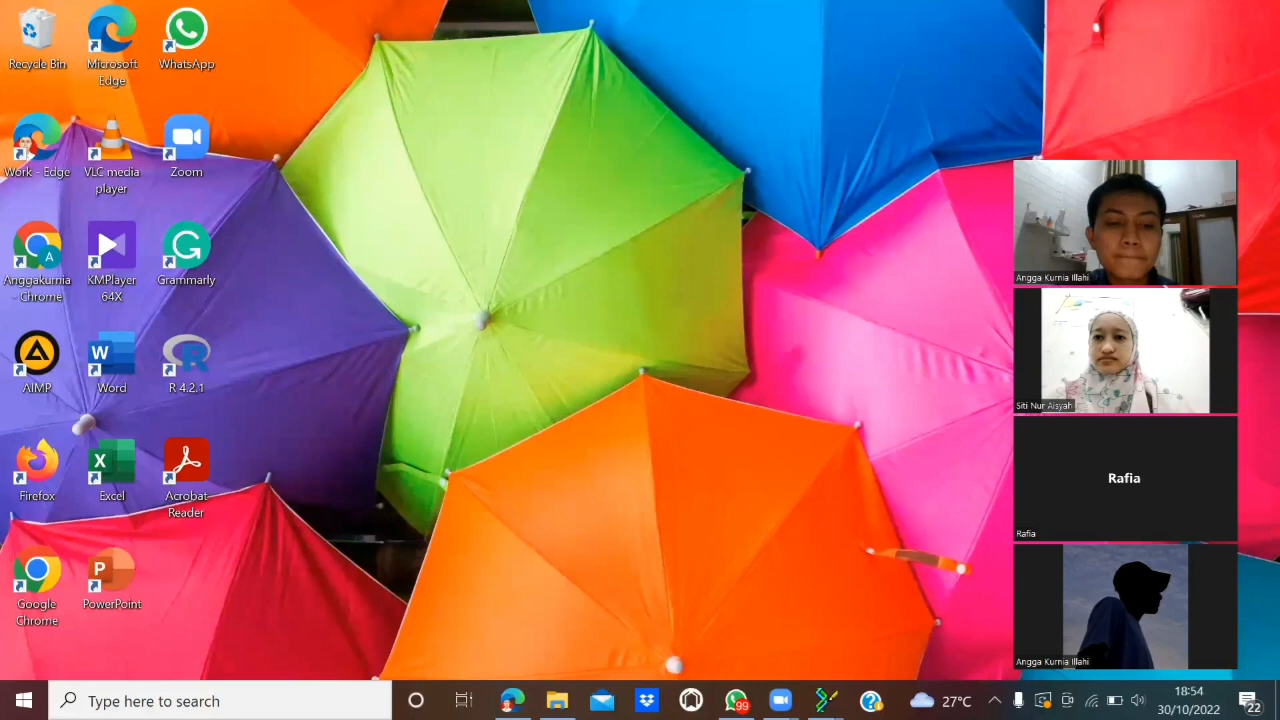 Recycle Bin
Microsoft
Edge
WhatsApp
Work - Edge
VLC media
player
Zoom
Anggakurnia
- Chrome
KMPlayer
64X
Grammarly
AIMP
Word
R 4.2.1
Firefox
Excel
Acrobat
Reader
Google
Chrome
PowerPoint
Angga Kurnia Illahi
Siti Nur Aisyah
Rafia
Rafia
Angga Kurnia Illahi
Type here to search
99
27°C
18:54
30/10/2022
22